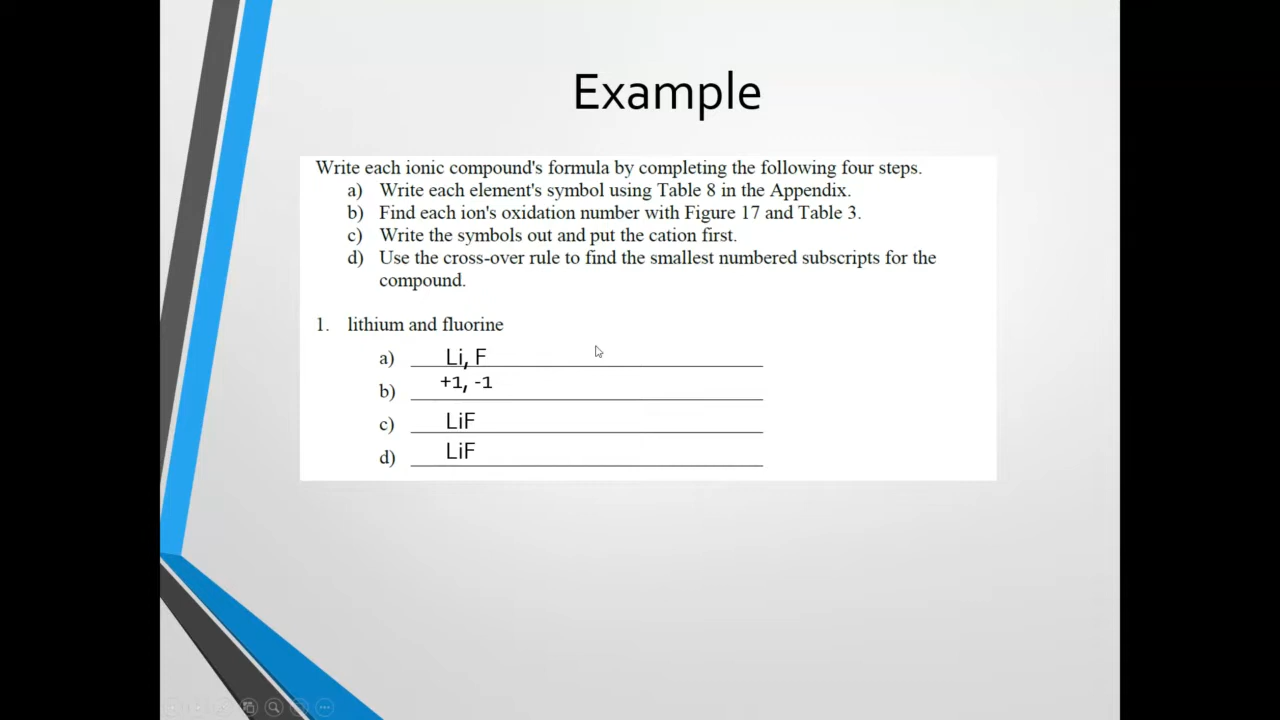 Example
Write each ionic compound's formula by completing the following four steps.
a) Write each element's symbol using Table 8 in the Appendix.
b) Find each ion's oxidation number with Figure 17 and Table 3.
c) Write the symbols out and put the cation first.
d) Use the cross-over rule to find the smallest numbered subscripts for the
compound.
1. lithium and fluorine
a) Li, F
b) +1, -1
c) LiF
d) LiF